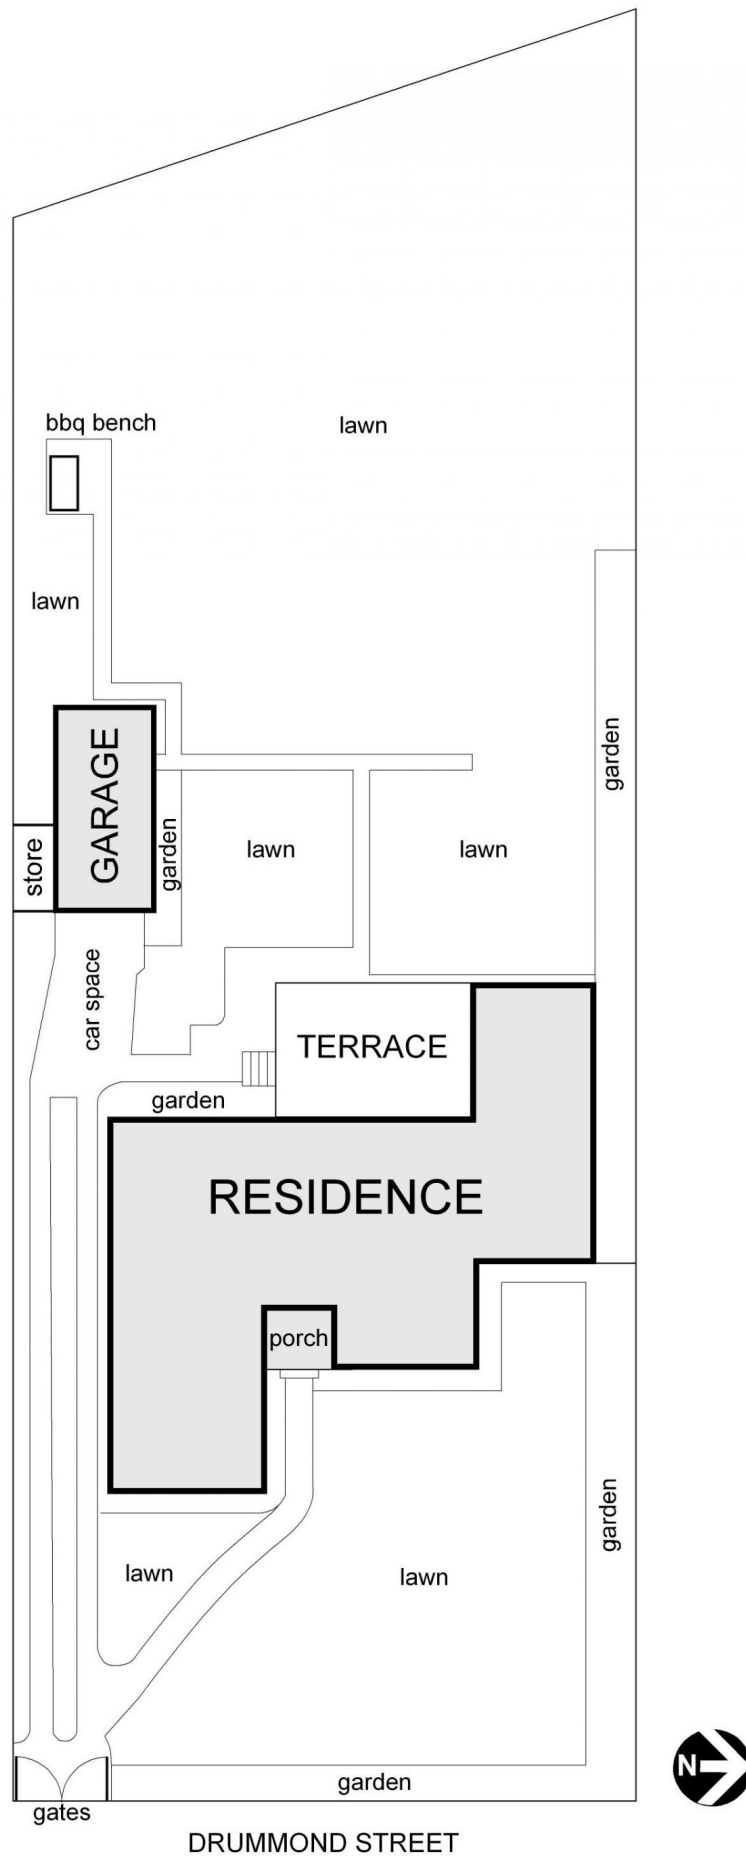 bbq bench
lawn
lawn
GARAGE
garden
store
garden
lawn
lawn
car space
TERRACE
garden
RESIDENCE
porch
garden
lawn
lawn
N
garden
gates
DRUMMOND STREET